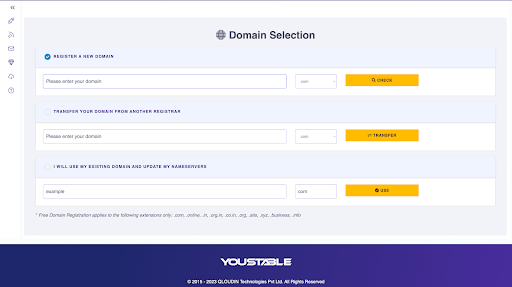 Domain Selection
REGISTER A NEW DOMAIN
Please enter your domain
.com
CHECK
TRANSFER YOUR DOMAIN FROM ANOTHER REGISTRAR
Please enter your domain
.com
TRANSFER
I WILL USE MY EXISTING DOMAIN AND UPDATE MY NAMESERVERS
example
com
USE
* Free Domain Registration applies to the following extensions only: .com, .online, .in, .org.in, .co.in, .org, .site, .xyz, .business, .info
YOUSTABLE
© 2015 - 2023 QLOUDIN Technologies Pvt Ltd. All Rights Reserved